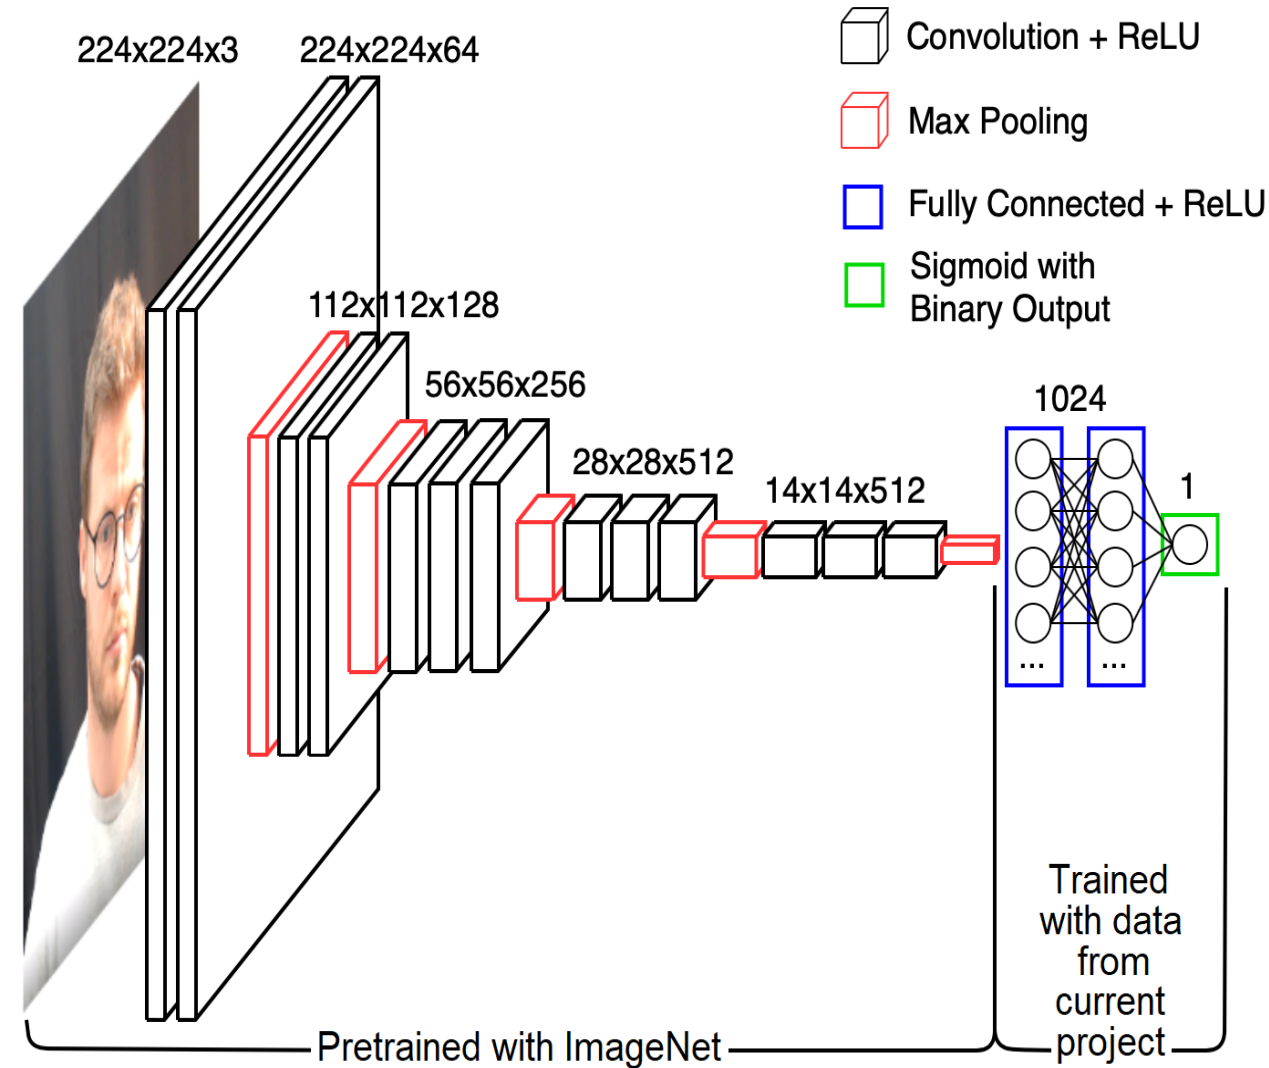 224x224x3
224x224x64
Convolution + ReLU
Max Pooling
Fully Connected + ReLU
Sigmoid with
Binary Output
112x112x128
56x56x256
28x28x512
14x14x512
1024
1
...
...
Pretrained with ImageNet
Trained
with data
from
current
project